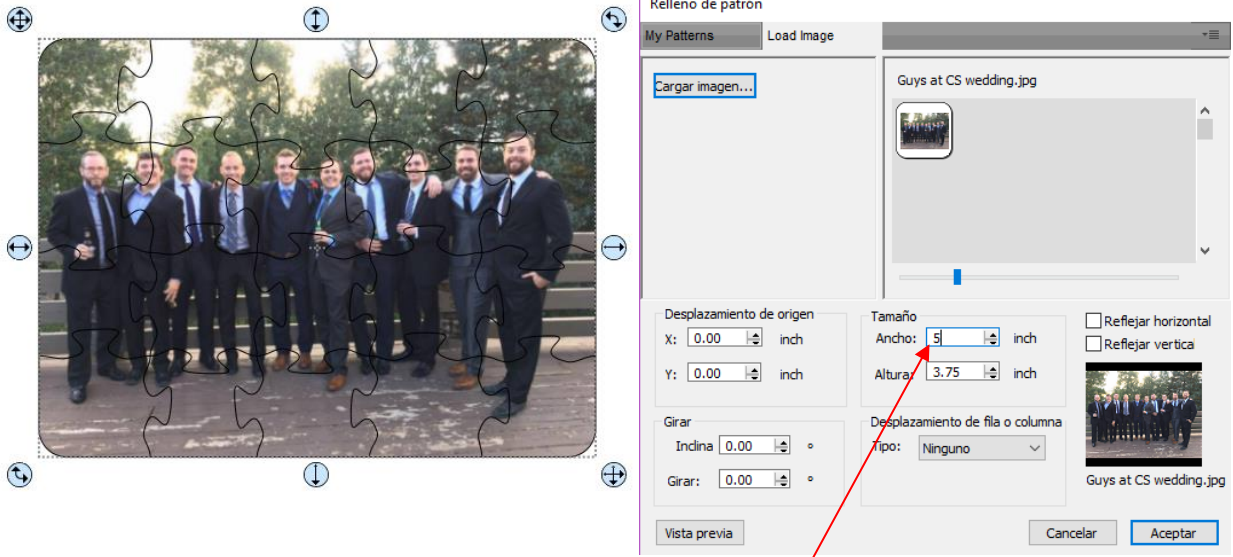 Relleno de patrón
My Patterns
Load Image
Cargar imagen...
Guys at CS wedding.jpg
Desplazamiento de origen
X: 0.00 inch
Y: 0.00 inch
Tamaño
Ancho: 5 inch
Altura: 3.75 inch
Reflejar horizontal
Reflejar vertical
Girar
Inclina 0.00 °
Girar: 0.00 °
Desplazamiento de fila o columna
Tipo: Ninguno
Guys at CS wedding.jpg
Vista previa
Cancelar
Aceptar